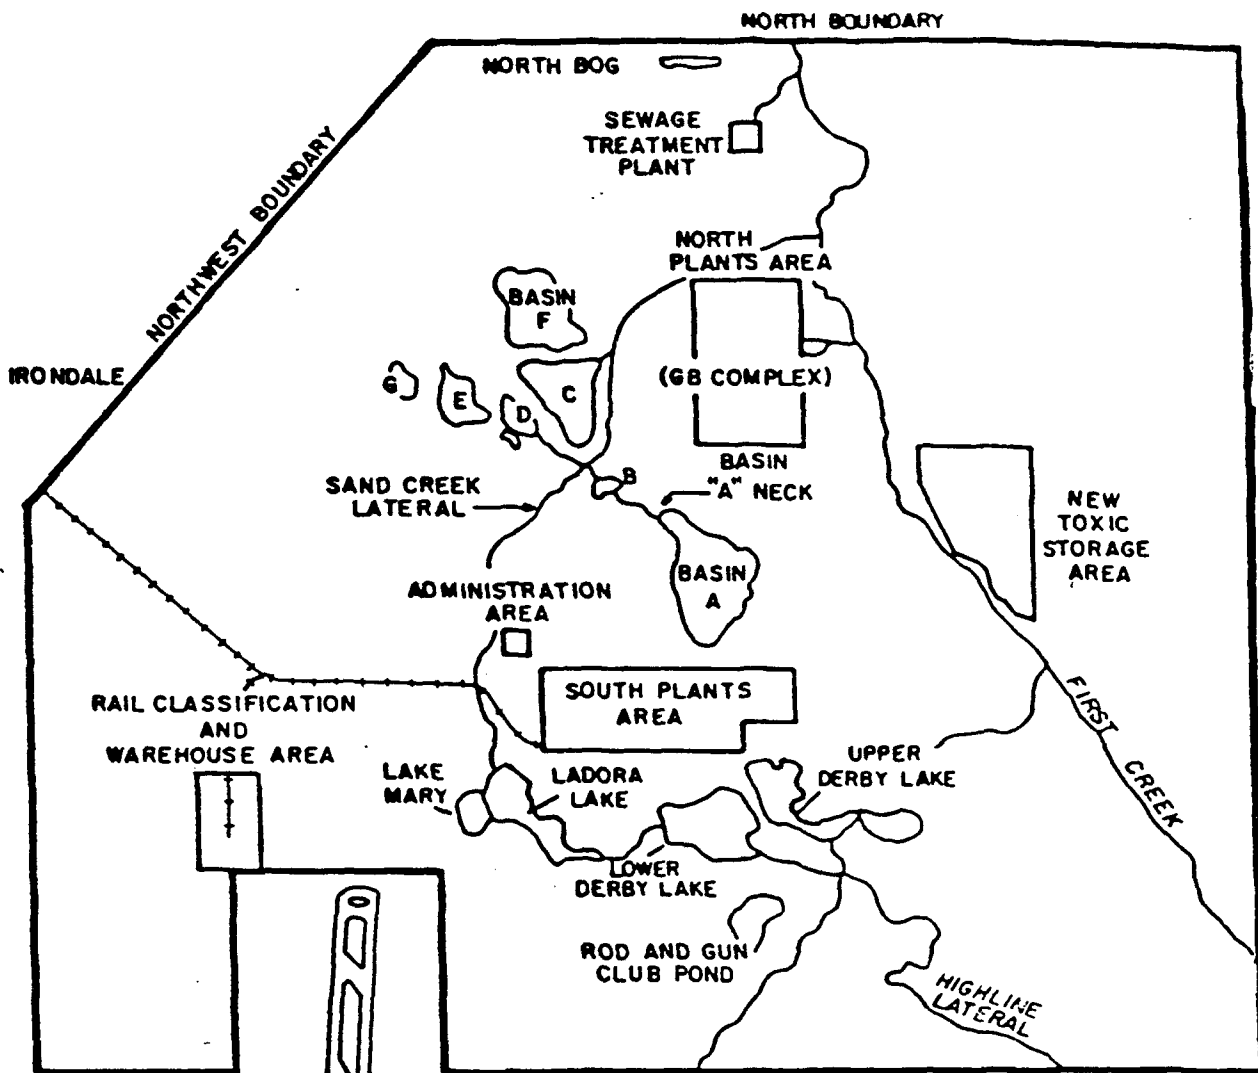 NORTH BOUNDARY
NORTH BOG
SEWAGE
TREATMENT
PLANT
NORTHWEST BOUNDARY
NORTH
PLANTS AREA
BASIN
F
IRONDALE
G
E
D
C
(GB COMPLEX)
B
BASIN
"A" NECK
SAND CREEK
LATERAL
NEW
TOXIC
STORAGE
AREA
BASIN
A
ADMINISTRATION
AREA
SOUTH PLANTS
AREA
RAIL CLASSIFICATION
AND
WAREHOUSE AREA
FIRST CREEK
UPPER
DERBY LAKE
LAKE
MARY
LADORA
LAKE
LOWER
DERBY LAKE
ROD AND GUN
CLUB POND
HIGHLINE
LATERAL